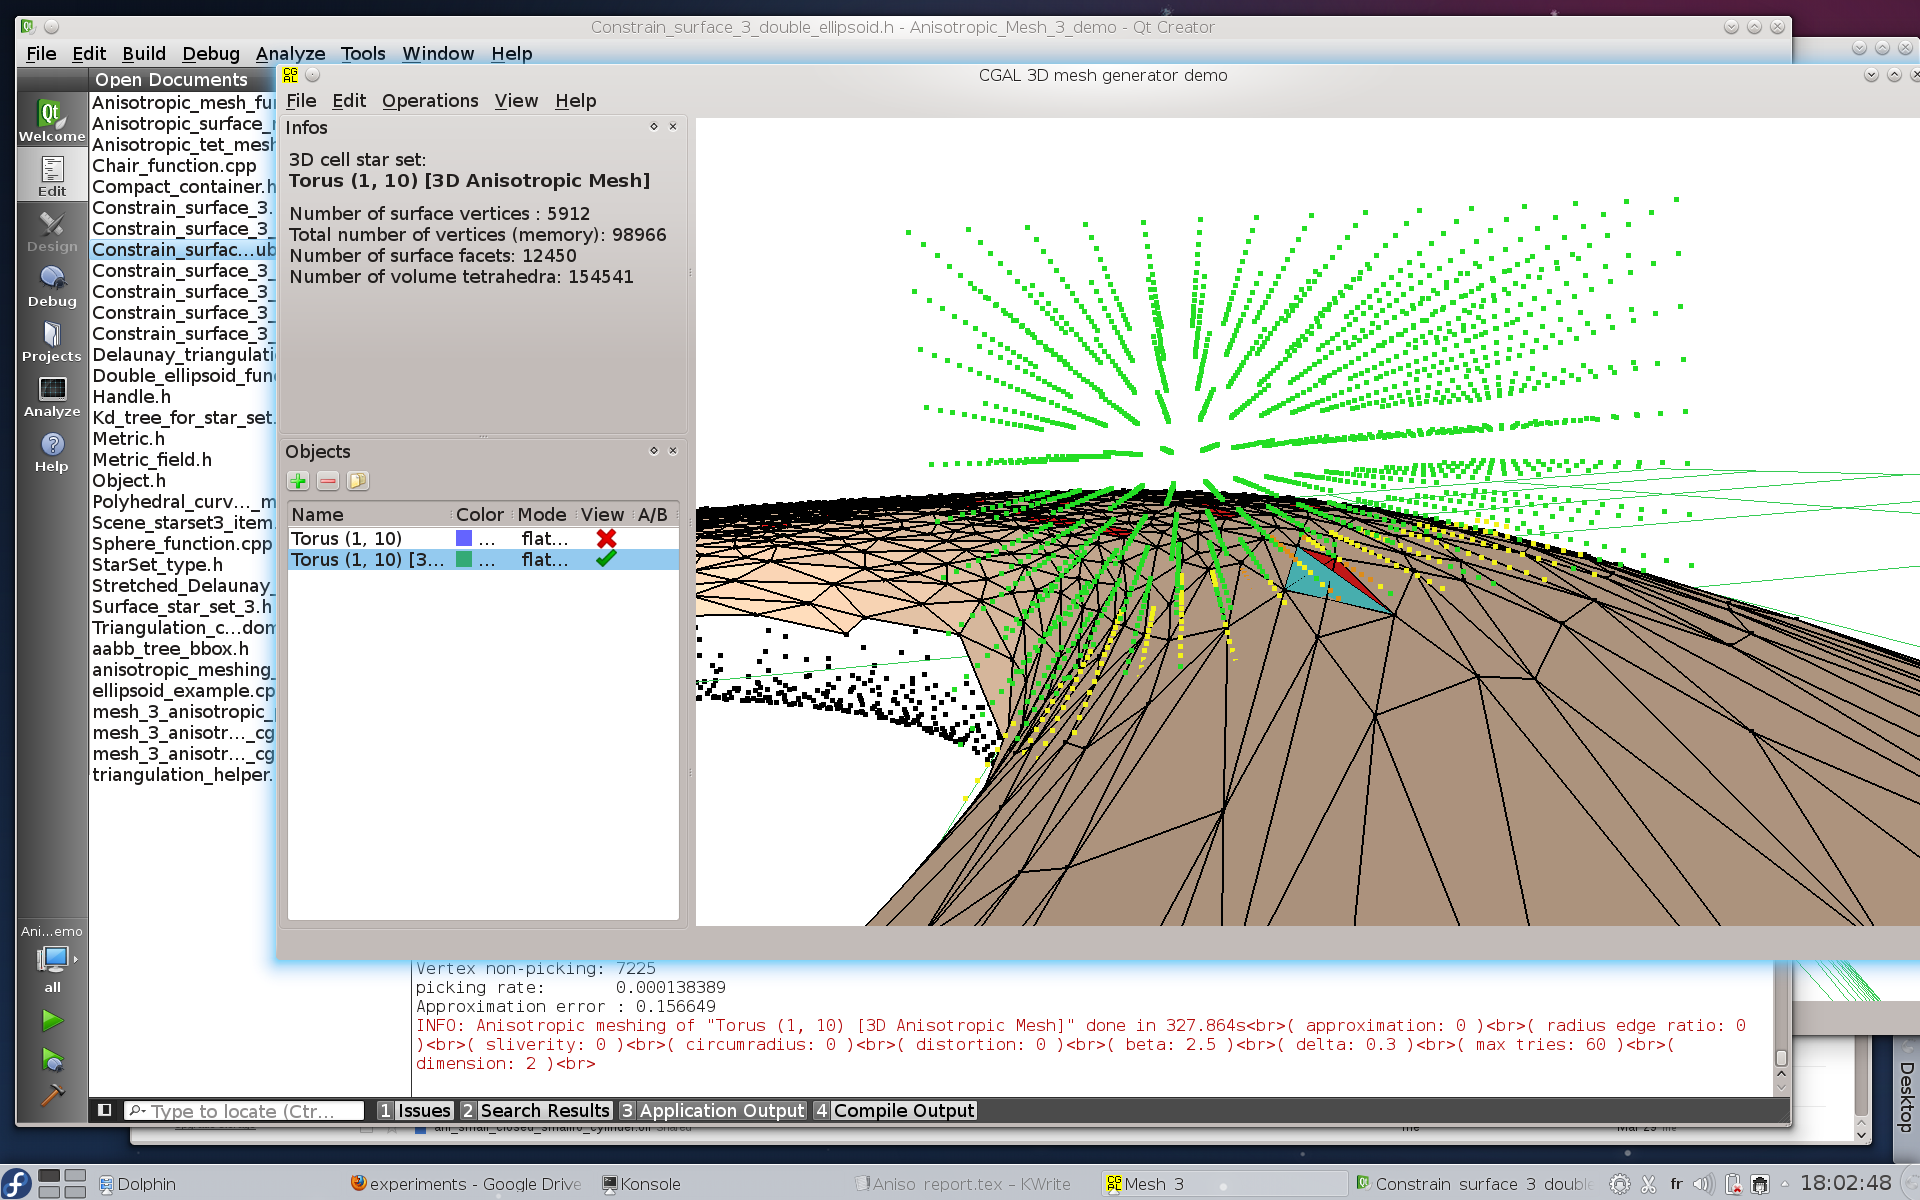 Constrain_surface_3_double_ellipsoid.h - Anisotropic_Mesh_3_demo - Qt Creator
File Edit Build Debug Analyze Tools Window Help
Open Documents
CGAL 3D mesh generator demo
File Edit Operations View Help
Welcome
Edit
Design
Debug
Projects
Analyze
Help
Anisotropic_mesh_fu
Anisotropic_surface_
Anisotropic_tet_mesh
Chair_function.cpp
Compact_container.h
Constrain_surface_3.
Constrain_surface_3_
Constrain_surfac...ub
Constrain_surface_3_
Constrain_surface_3_
Constrain_surface_3_
Constrain_surface_3_
Delaunay_triangulati
Double_ellipsoid_fun
Handle.h
Kd_tree_for_star_set.
Metric.h
Metric_field.h
Object.h
Polyhedral_curv..._m
Scene_starset3_item.
Sphere_function.cpp
StarSet_type.h
Stretched_Delaunay_
Surface_star_set_3.h
Triangulation_c...dom
aabb_tree_bbox.h
anisotropic_meshing_
ellipsoid_example.cp
mesh_3_anisotropic_
mesh_3_anisotr..._cg
mesh_3_anisotr..._cg
triangulation_helper.
Infos
3D cell star set:
Torus (1, 10) [3D Anisotropic Mesh]
Number of surface vertices : 5912
Total number of vertices (memory): 98966
Number of surface facets: 12450
Number of volume tetrahedra: 154541
Objects
Name Color Mode View A/B
Torus (1, 10) ... flat...
Torus (1, 10) [3... ... flat...
Ani...emo
all
Vertex non-picking: 7225
picking rate: 0.000138389
Approximation error : 0.156649
INFO: Anisotropic meshing of "Torus (1, 10) [3D Anisotropic Mesh]" done in 327.864s<br>( approximation: 0 )<br>( radius edge ratio: 0
)<br>( sliverity: 0 )<br>( circumradius: 0 )<br>( distortion: 0 )<br>( beta: 2.5 )<br>( delta: 0.3 )<br>( max tries: 60 )<br>(
dimension: 2 )<br>
Type to locate (Ctr...
1 Issues 2 Search Results 3 Application Output 4 Compile Output
Desktop
Dolphin
experiments - Google Drive
Konsole
Aniso_report.tex – KWrite
CGAL Mesh_3
Constrain_surface_3_double
fr
18:02:48